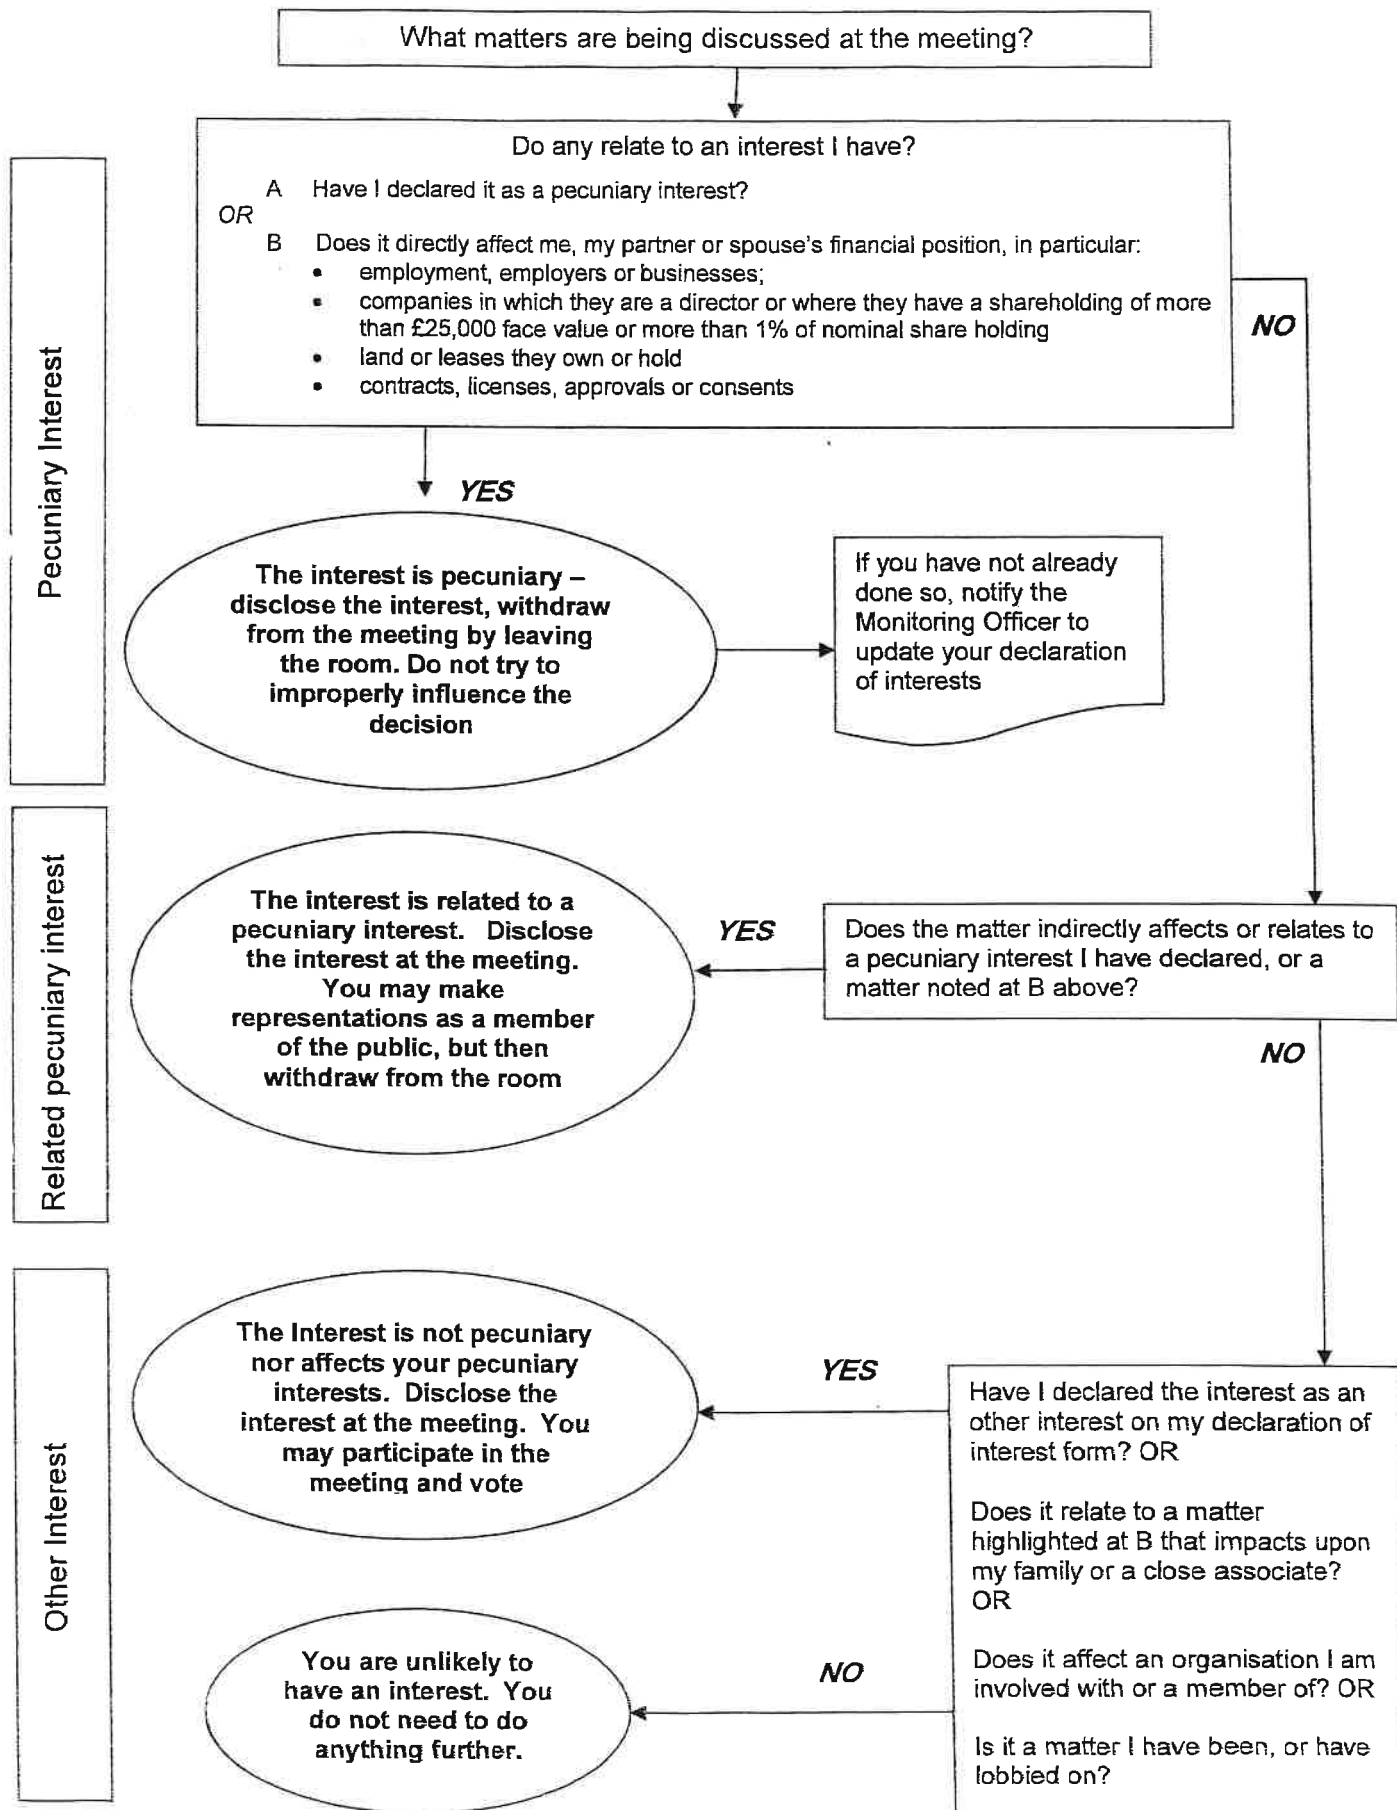 What matters are being discussed at the meeting?
Do any relate to an interest I have?
A Have I declared it as a pecuniary interest?
OR
B Does it directly affect me, my partner or spouse's financial position, in particular:
• employment, employers or businesses;
• companies in which they are a director or where they have a shareholding of more
than £25,000 face value or more than 1% of nominal share holding
• land or leases they own or hold
• contracts, licenses, approvals or consents
NO
Pecuniary Interest
YES
The interest is pecuniary –
disclose the interest, withdraw
from the meeting by leaving
the room. Do not try to
improperly influence the
decision
If you have not already
done so, notify the
Monitoring Officer to
update your declaration
of interests
Related pecuniary interest
The interest is related to a
pecuniary interest. Disclose
the interest at the meeting.
You may make
representations as a member
of the public, but then
withdraw from the room
YES
Does the matter indirectly affects or relates to
a pecuniary interest I have declared, or a
matter noted at B above?
NO
Other Interest
The Interest is not pecuniary
nor affects your pecuniary
interests. Disclose the
interest at the meeting. You
may participate in the
meeting and vote
YES
Have I declared the interest as an
other interest on my declaration of
interest form? OR
Does it relate to a matter
highlighted at B that impacts upon
my family or a close associate?
OR
Does it affect an organisation I am
involved with or a member of? OR
Is it a matter I have been, or have
lobbied on?
NO
You are unlikely to
have an interest. You
do not need to do
anything further.